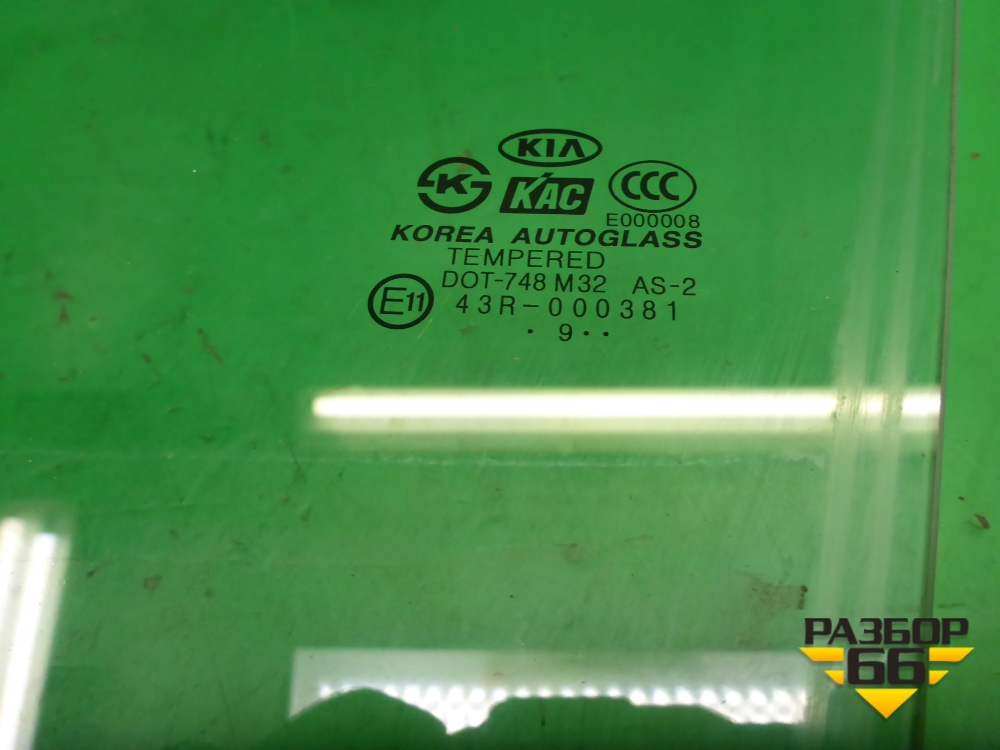 KIA
K KAC CCC
E000008
KOREA AUTOGLASS
TEMPERED
DOT-748 M32 AS-2
E11 43R-000381
· 9 · ·
РАЗБОР
66